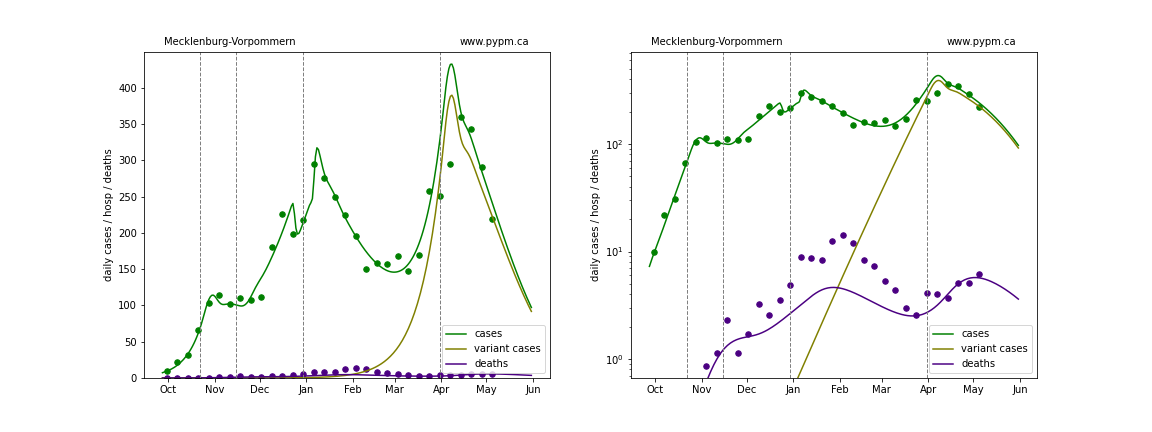 Mecklenburg-Vorpommern www.pypm.ca
daily cases / hosp / deaths
400
350
300
250
200
150
100
50
0
Oct Nov Dec Jan Feb Mar Apr May Jun
cases
variant cases
deaths
Mecklenburg-Vorpommern www.pypm.ca
daily cases / hosp / deaths
10²
10¹
10⁰
Oct Nov Dec Jan Feb Mar Apr May Jun
cases
variant cases
deaths